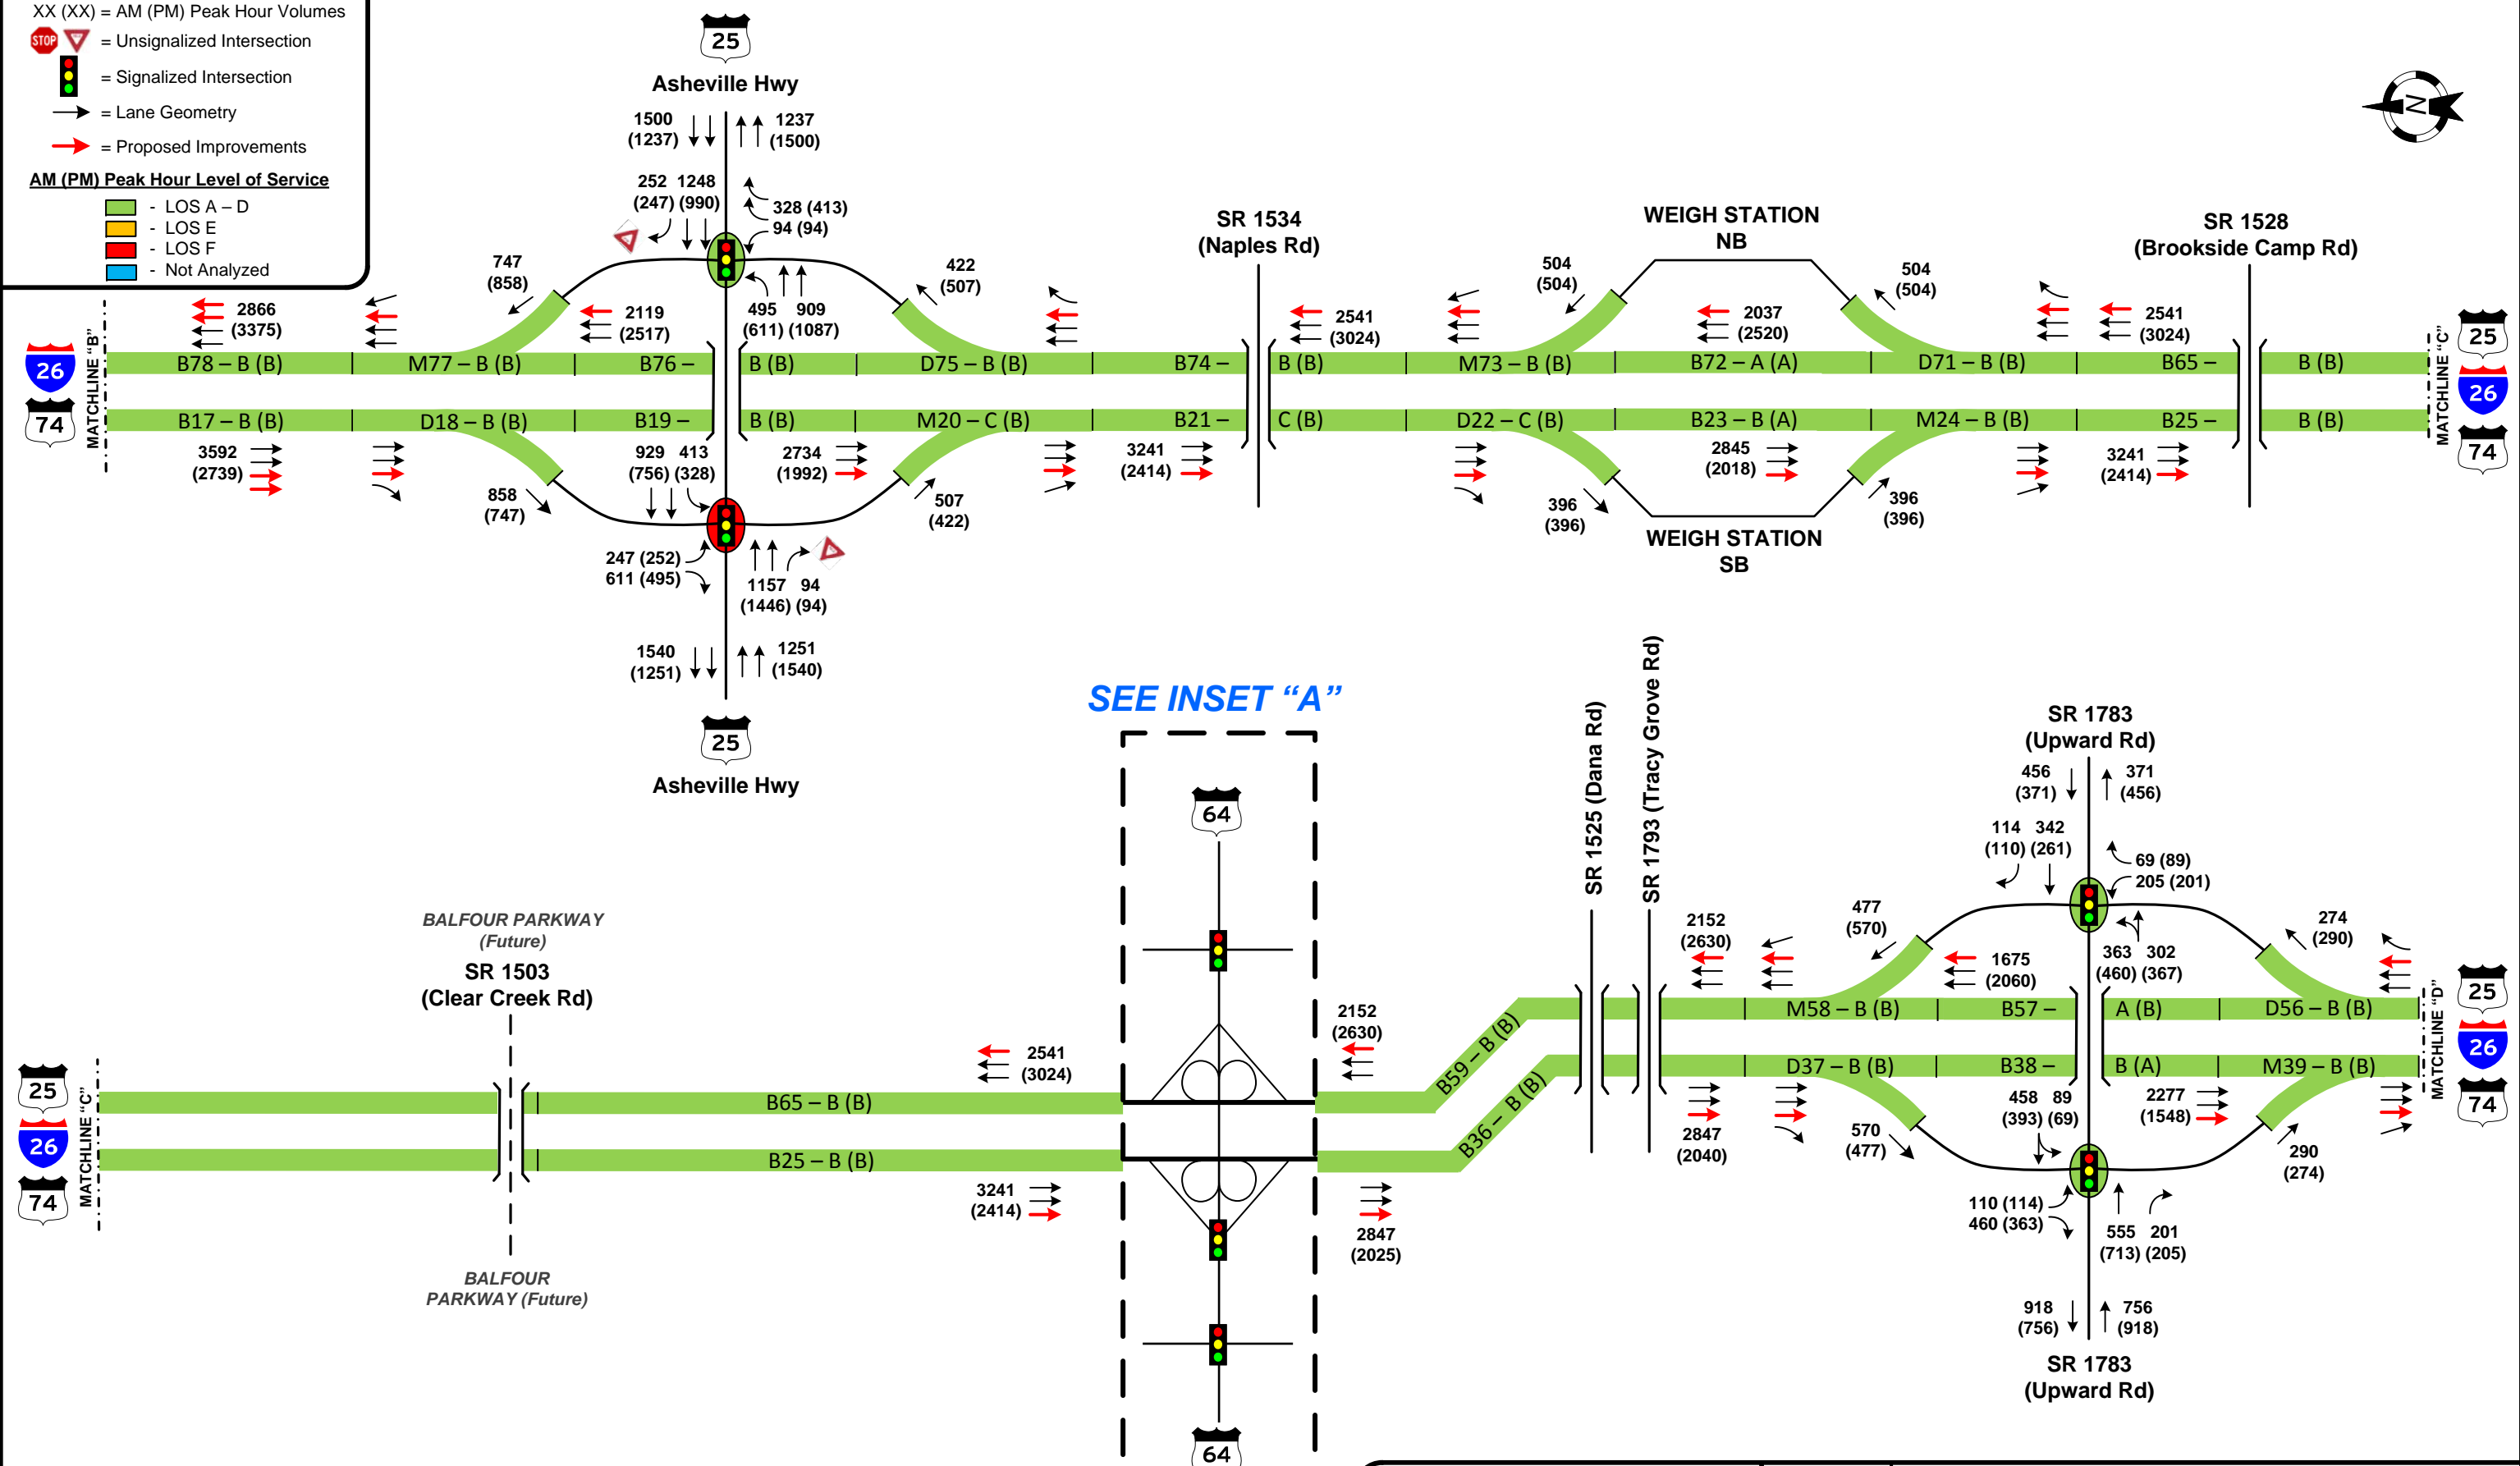 XX (XX) = AM (PM) Peak Hour Volumes
STOP = Unsignalized Intersection
= Signalized Intersection
= Lane Geometry
= Proposed Improvements
AM (PM) Peak Hour Level of Service
- LOS A – D
- LOS E
- LOS F
- Not Analyzed
25
Asheville Hwy
1500 1237
(1237) (1500)
252 1248
(247) (990)
328 (413)
94 (94)
747
(858)
422
(507)
495 909
(611) (1087)
2866
(3375)
2119
(2517)
SR 1534
(Naples Rd)
2541
(3024)
WEIGH STATION
NB
504
(504)
504
(504)
2037
(2520)
SR 1528
(Brookside Camp Rd)
2541
(3024)
N
26
74
MATCHLINE “B”
B78 – B (B) M77 – B (B) B76 – B (B) D75 – B (B) B74 – B (B) M73 – B (B) B72 – A (A) D71 – B (B) B65 – B (B)
B17 – B (B) D18 – B (B) B19 – B (B) M20 – C (B) B21 – C (B) D22 – C (B) B23 – B (A) M24 – B (B) B25 – B (B)
MATCHLINE “C”
25
26
74
3592
(2739)
858
(747)
929 413
(756) (328)
2734
(1992)
507
(422)
3241
(2414)
396
(396)
2845
(2018)
396
(396)
3241
(2414)
WEIGH STATION
SB
247 (252)
611 (495)
1157 94
(1446) (94)
1540 1251
(1251) (1540)
25
Asheville Hwy
SEE INSET “A”
64
SR 1525 (Dana Rd)
SR 1793 (Tracy Grove Rd)
SR 1783
(Upward Rd)
456 371
(371) (456)
114 342
(110) (261)
69 (89)
205 (201)
477
(570)
274
(290)
363 302
(460) (367)
2152
(2630)
1675
(2060)
BALFOUR PARKWAY
(Future)
SR 1503
(Clear Creek Rd)
2541
(3024)
2152
(2630)
25
26
74
MATCHLINE “C”
B65 – B (B)
B25 – B (B)
B59 – B (B)
B36 – B (B)
M58 – B (B) B57 – A (B) D56 – B (B)
D37 – B (B) B38 – B (A) M39 – B (B)
MATCHLINE “D”
25
26
74
3241
(2414)
2847
(2025)
2847
(2040)
570
(477)
458 89
(393) (69)
2277
(1548)
290
(274)
110 (114)
460 (363)
555 201
(713) (205)
BALFOUR
PARKWAY (Future)
918 756
(756) (918)
SR 1783
(Upward Rd)
64